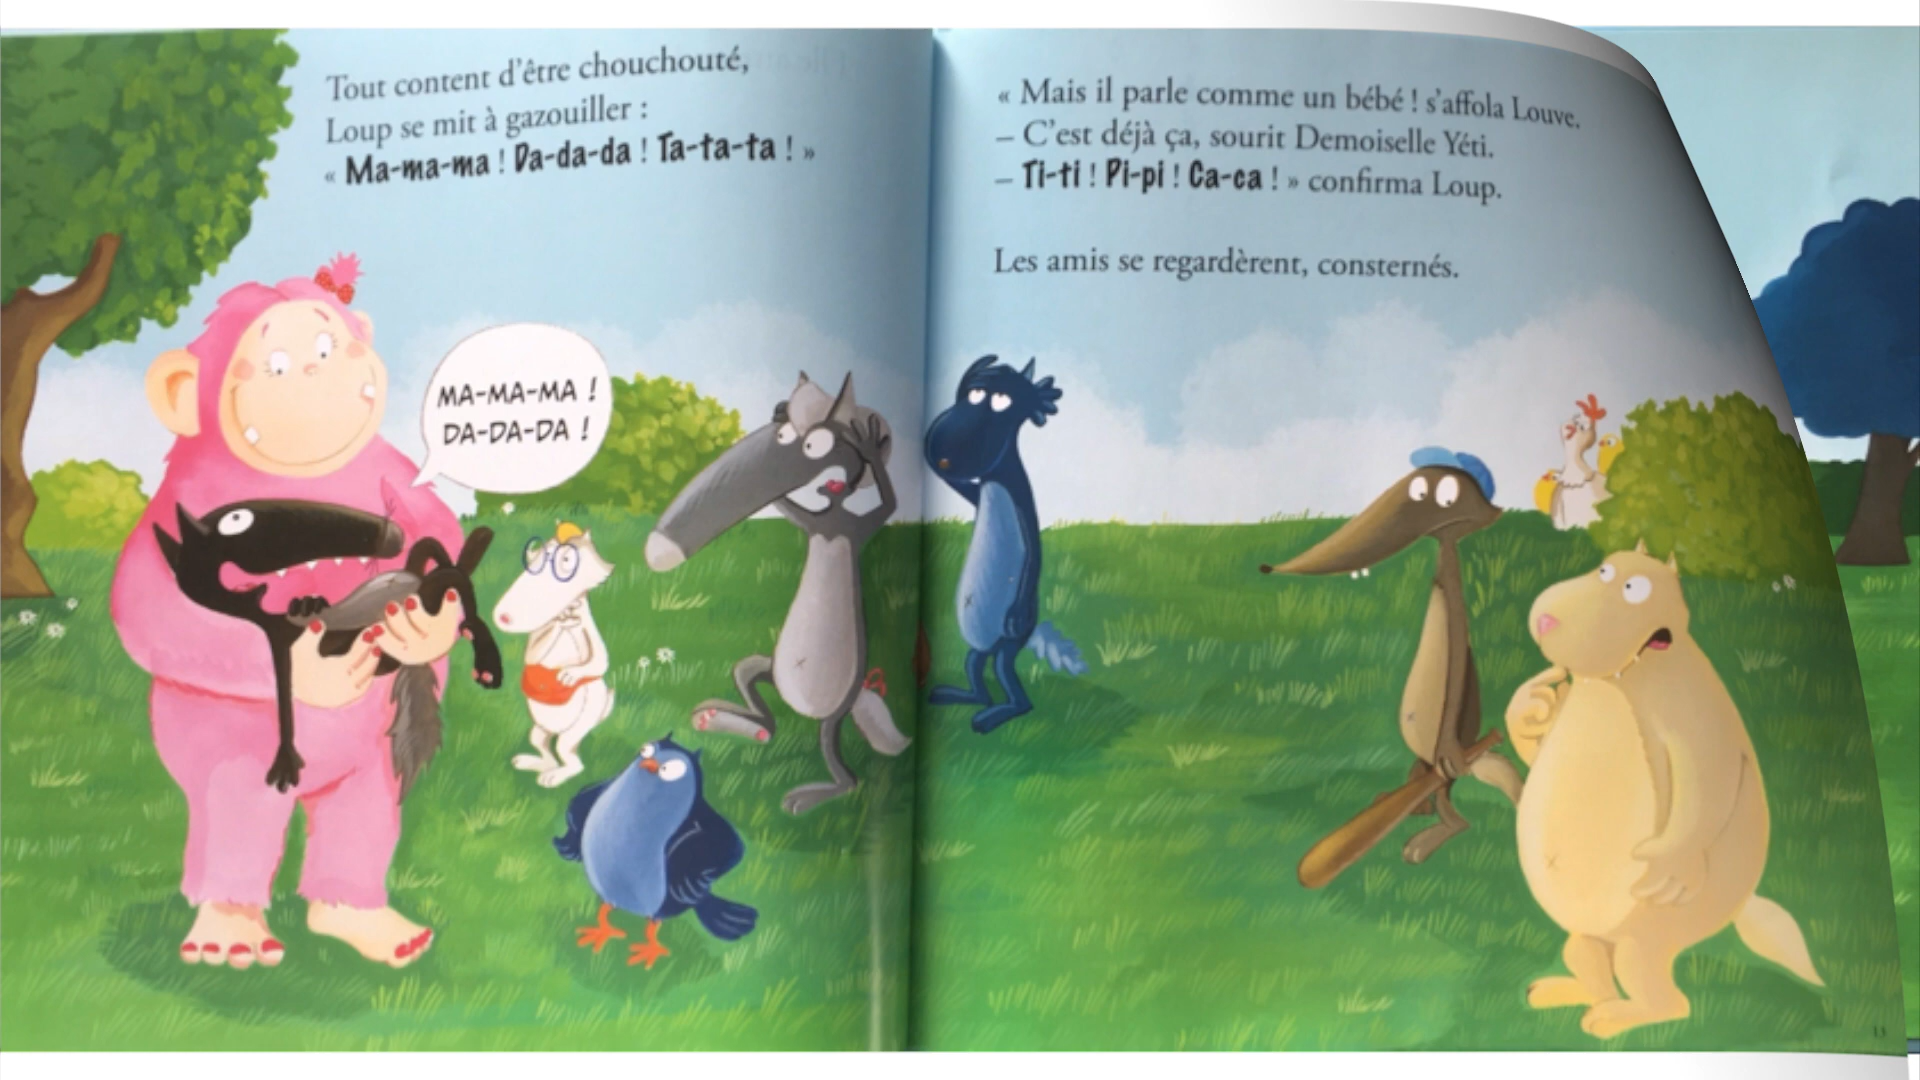 Tout content d'être chouchouté,
Loup se mit à gazouiller :
« Ma-ma-ma ! Da-da-da ! Ta-ta-ta ! »
MA-MA-MA !
DA-DA-DA !
« Mais il parle comme un bébé ! s'affola Louve.
– C'est déjà ça, sourit Demoiselle Yéti.
– Ti-ti ! Pi-pi ! Ca-ca ! » confirma Loup.
Les amis se regardèrent, consternés.